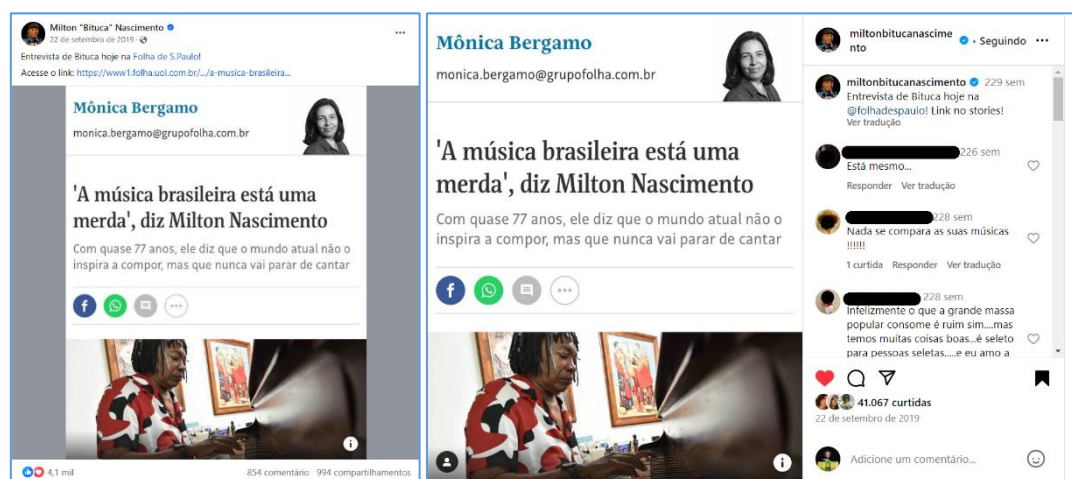 Milton "Bituca" Nascimento
22 de setembro de 2019 ·
Entrevista de Bituca hoje na Folha de S.Paulo!
Acesse o link: https://www1.folha.uol.com.br/.../a-musica-brasileira...
Mônica Bergamo
monica.bergamo@grupofolha.com.br
'A música brasileira está uma
merda', diz Milton Nascimento
Com quase 77 anos, ele diz que o mundo atual não o
inspira a compor, mas que nunca vai parar de cantar
4,1 mil
854 comentário 994 compartilhamentos
Mônica Bergamo
monica.bergamo@grupofolha.com.br
'A música brasileira está uma
merda', diz Milton Nascimento
Com quase 77 anos, ele diz que o mundo atual não o
inspira a compor, mas que nunca vai parar de cantar
miltonbitucanascime
nto • Seguindo
miltonbitucanascimento 229 sem
Entrevista de Bituca hoje na
@folhadespaulo! Link no stories!
Ver tradução
226 sem
Está mesmo...
Responder Ver tradução
228 sem
Nada se compara as suas músicas
!!!!!!
1 curtida Responder Ver tradução
228 sem
Infelizmente o que a grande massa
popular consome é ruim sim....mas
temos muitas coisas boas...é seleto
para pessoas seletas.....e eu amo a
41.067 curtidas
22 de setembro de 2019
Adicione um comentário...